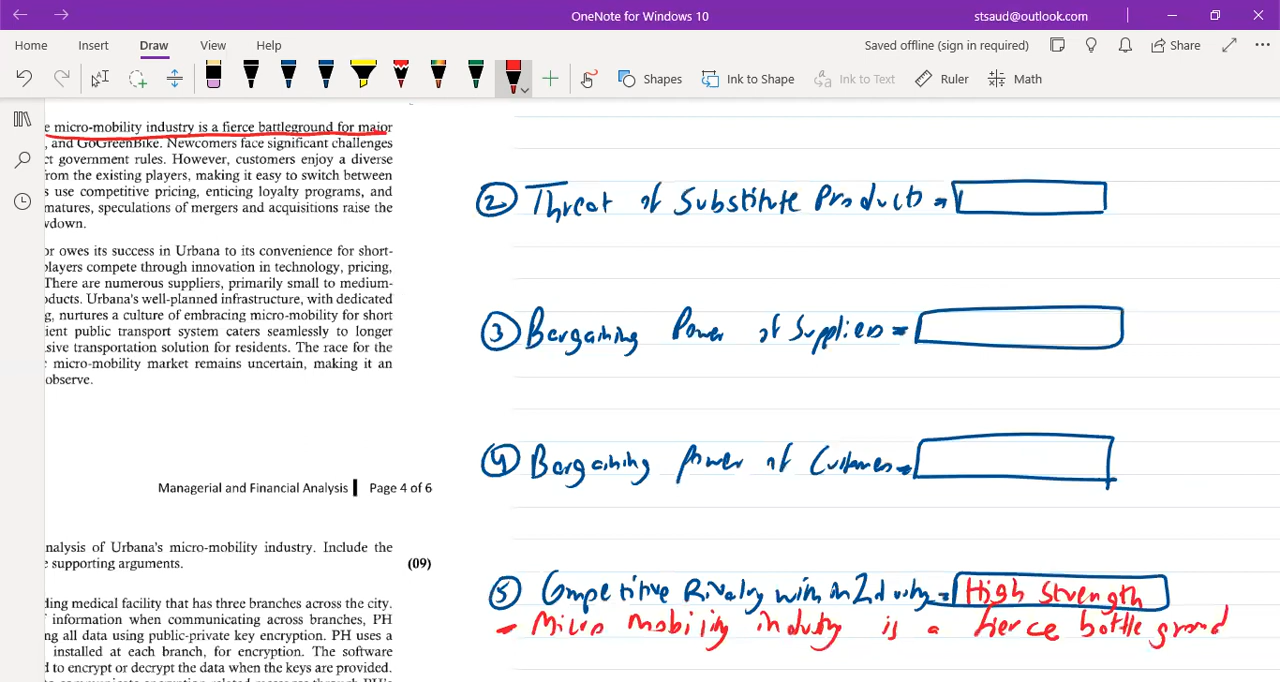 OneNote for Windows 10
stsaud@outlook.com
Home Insert Draw View Help
Saved offline (sign in required)
Share
Shapes
Ink to Shape
Ink to Text
Ruler
Math
e micro-mobility industry is a fierce battleground for major
, and GoGreenBike. Newcomers face significant challenges
ct government rules. However, customers enjoy a diverse
from the existing players, making it easy to switch between
s use competitive pricing, enticing loyalty programs, and
matures, speculations of mergers and acquisitions raise the
wdown.
or owes its success in Urbana to its convenience for short-
players compete through innovation in technology, pricing,
There are numerous suppliers, primarily small to medium-
oducts. Urbana's well-planned infrastructure, with dedicated
g, nurtures a culture of embracing micro-mobility for short
ient public transport system caters seamlessly to longer
sive transportation solution for residents. The race for the
micro-mobility market remains uncertain, making it an
observe.
Managerial and Financial Analysis | Page 4 of 6
nalysis of Urbana's micro-mobility industry. Include the
e supporting arguments.
(09)
ding medical facility that has three branches across the city.
f information when communicating across branches, PH
ng all data using public-private key encryption. PH uses a
installed at each branch, for encryption. The software
d to encrypt or decrypt the data when the keys are provided.
② Threat of Substitute Products =
③ Bargaining Power of Suppliers =
④ Bargaining Power of Customers =
⑤ Competitive Rivalry within Industry = High Strength
- Micro mobility industry is a fierce battle ground